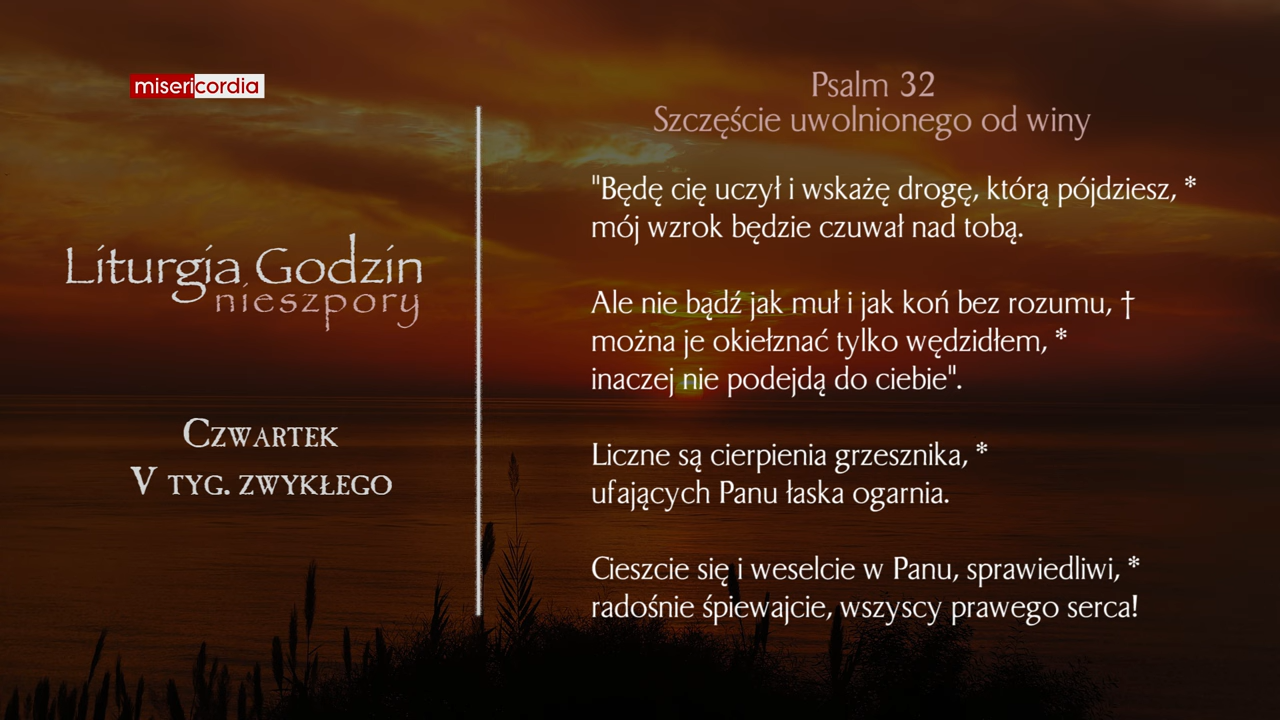 misericordia
Liturgia Godzin
nieszpory
Czwartek
V tyg. zwykłego
Psalm 32
Szczęście uwolnionego od winy
"Będę cię uczył i wskażę drogę, którą pójdziesz, *
mój wzrok będzie czuwał nad tobą.
Ale nie bądź jak muł i jak koń bez rozumu, †
można je okiełznać tylko wędzidłem, *
inaczej nie podejdą do ciebie".
Liczne są cierpienia grzesznika, *
ufających Panu łaska ogarnia.
Cieszcie się i weselcie w Panu, sprawiedliwi, *
radośnie śpiewajcie, wszyscy prawego serca!